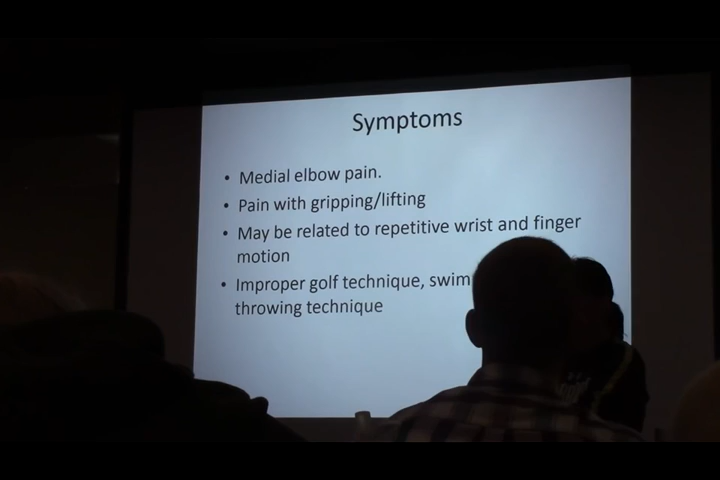 Symptoms
• Medial elbow pain.
• Pain with gripping/lifting
• May be related to repetitive wrist and finger
motion
• Improper golf technique, swim
throwing technique